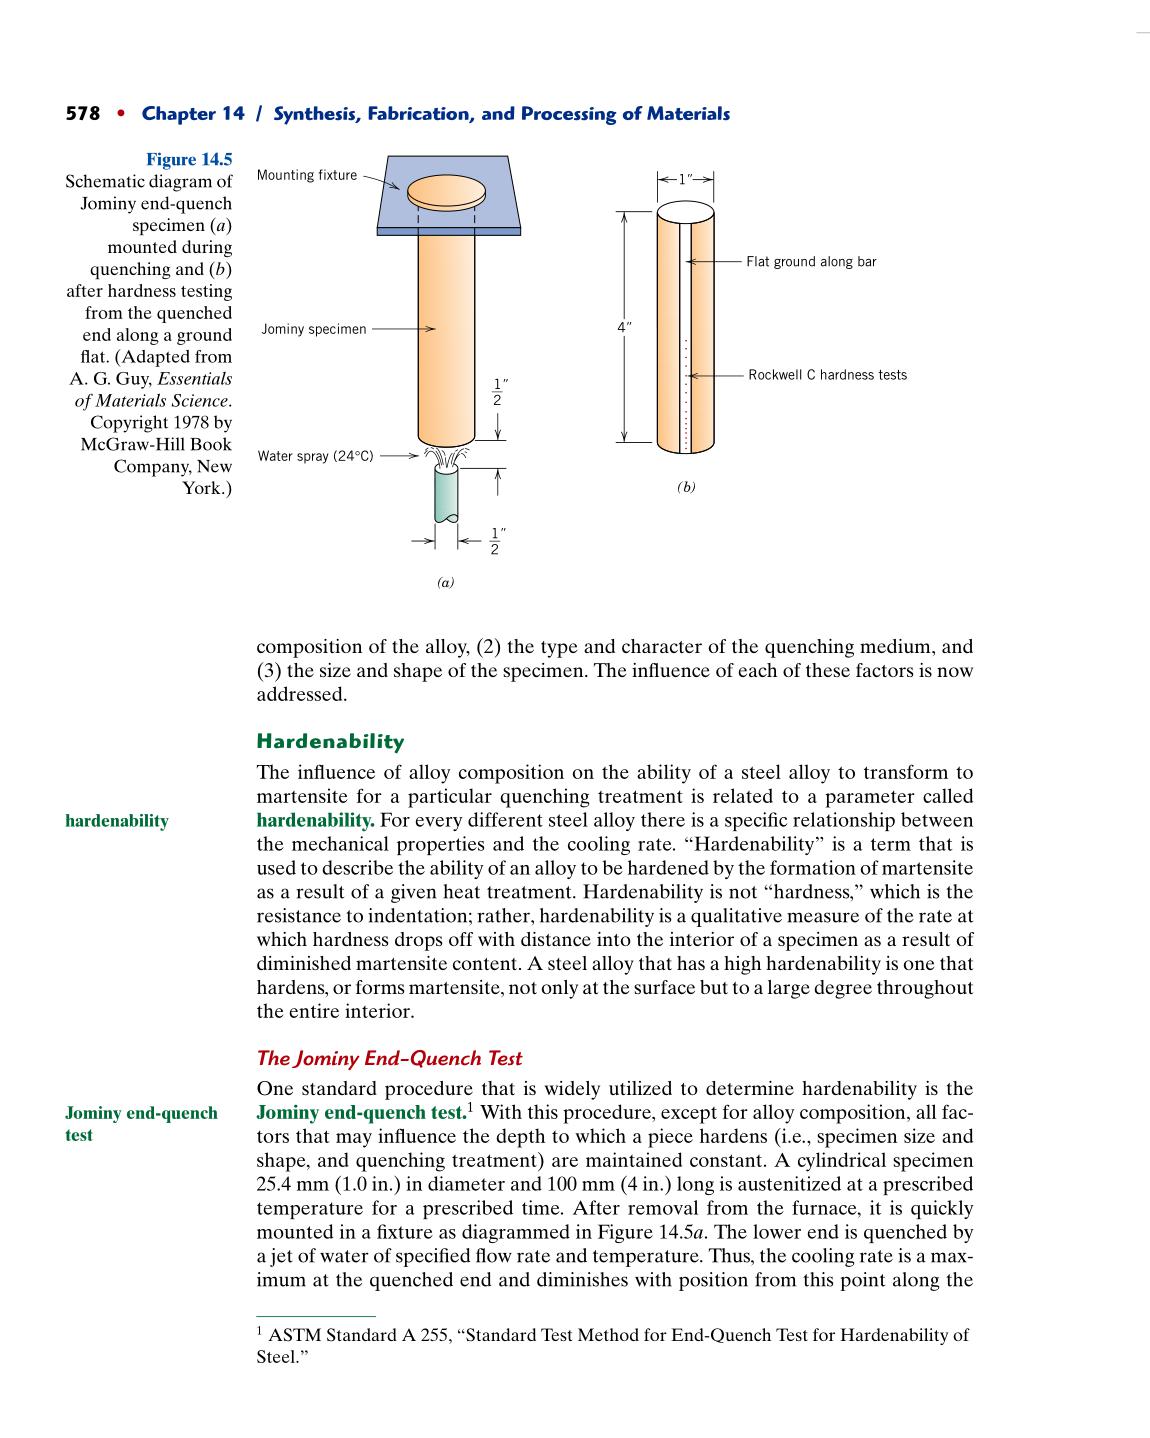 578 • Chapter 14 / Synthesis, Fabrication, and Processing of Materials
Figure 14.5
Schematic diagram of
Jominy end-quench
specimen (a)
mounted during
quenching and (b)
after hardness testing
from the quenched
end along a ground
flat. (Adapted from
A. G. Guy, Essentials
of Materials Science.
Copyright 1978 by
McGraw-Hill Book
Company, New
York.)
Mounting fixture
Jominy specimen
1"
2
Water spray (24°C)
1"
2
(a)
1"
Flat ground along bar
4"
Rockwell C hardness tests
(b)
composition of the alloy, (2) the type and character of the quenching medium, and
(3) the size and shape of the specimen. The influence of each of these factors is now
addressed.
Hardenability
The influence of alloy composition on the ability of a steel alloy to transform to
martensite for a particular quenching treatment is related to a parameter called
hardenability
hardenability. For every different steel alloy there is a specific relationship between
the mechanical properties and the cooling rate. “Hardenability” is a term that is
used to describe the ability of an alloy to be hardened by the formation of martensite
as a result of a given heat treatment. Hardenability is not “hardness,” which is the
resistance to indentation; rather, hardenability is a qualitative measure of the rate at
which hardness drops off with distance into the interior of a specimen as a result of
diminished martensite content. A steel alloy that has a high hardenability is one that
hardens, or forms martensite, not only at the surface but to a large degree throughout
the entire interior.
The Jominy End-Quench Test
One standard procedure that is widely utilized to determine hardenability is the
Jominy end-quench
test
Jominy end-quench test.1 With this procedure, except for alloy composition, all fac-
tors that may influence the depth to which a piece hardens (i.e., specimen size and
shape, and quenching treatment) are maintained constant. A cylindrical specimen
25.4 mm (1.0 in.) in diameter and 100 mm (4 in.) long is austenitized at a prescribed
temperature for a prescribed time. After removal from the furnace, it is quickly
mounted in a fixture as diagrammed in Figure 14.5a. The lower end is quenched by
a jet of water of specified flow rate and temperature. Thus, the cooling rate is a max-
imum at the quenched end and diminishes with position from this point along the
1 ASTM Standard A 255, “Standard Test Method for End-Quench Test for Hardenability of
Steel.”